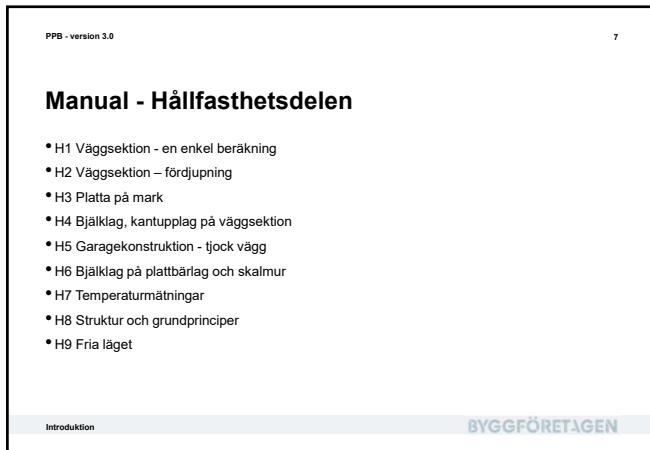 PPB - version 3.0 7
Manual - Hållfasthetsdelen
• H1 Väggsektion - en enkel beräkning
• H2 Väggsektion – fördjupning
• H3 Platta på mark
• H4 Bjälklag, kantupplag på väggsektion
• H5 Garagekonstruktion - tjock vägg
• H6 Bjälklag på plattbärlag och skalmur
• H7 Temperaturmätningar
• H8 Struktur och grundprinciper
• H9 Fria läget
Introduktion BYGGFÖRETAGEN